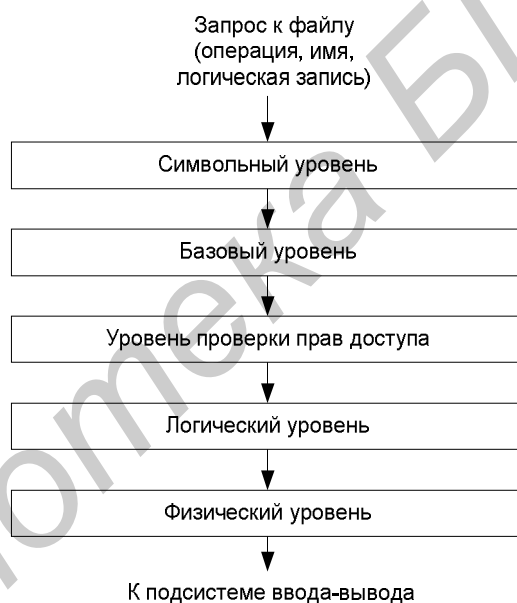 Запрос к файлу
(операция, имя,
логическая запись)
Символьный уровень
Базовый уровень
Уровень проверки прав доступа
Логический уровень
Физический уровень
К подсистеме ввода-вывода